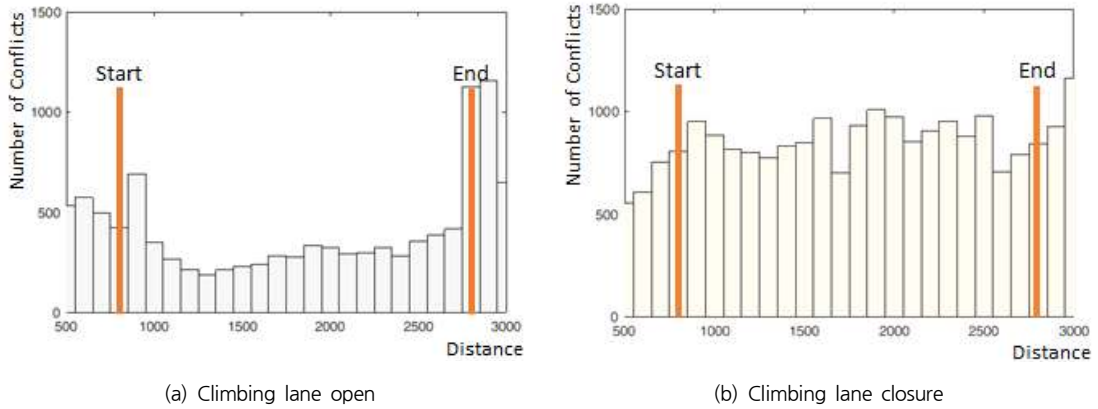 Number of Conflicts
1500
1000
500
0
Start
End
500 1000 1500 2000 2500 3000
Distance
(a) Climbing lane open
Number of Conflicts
1500
1000
500
0
Start
End
500 1000 1500 2000 2500 3000
Distance
(b) Climbing lane closure